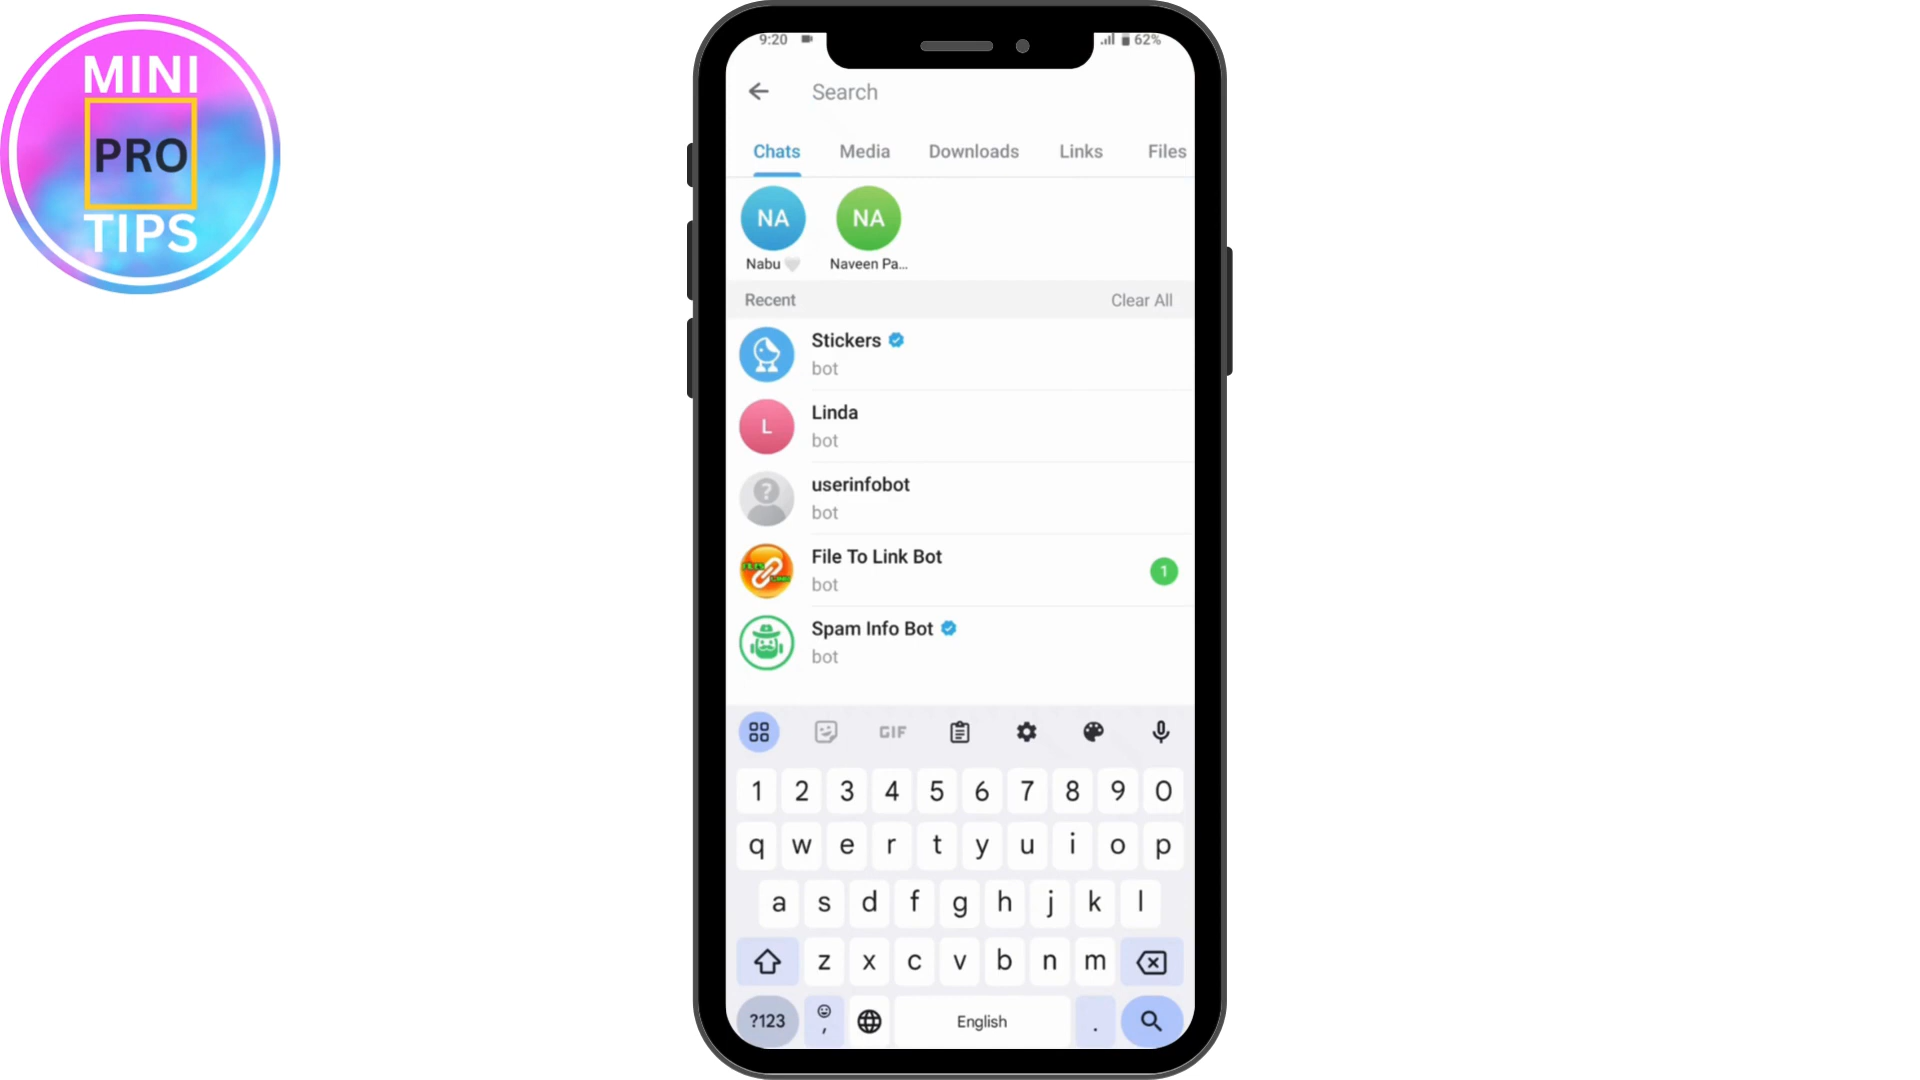 MINI
PRO
TIPS
9:20
62%
Search
Chats
Media
Downloads
Links
Files
NA
NA
Nabu 🤍
Naveen Pa...
Recent
Clear All
Stickers
bot
L
Linda
bot
?
userinfobot
bot
File To Link Bot
bot
1
Spam Info Bot
bot
GIF
1 2 3 4 5 6 7 8 9 0
q w e r t y u i o p
a s d f g h j k l
z x c v b n m
?123
,
English
.